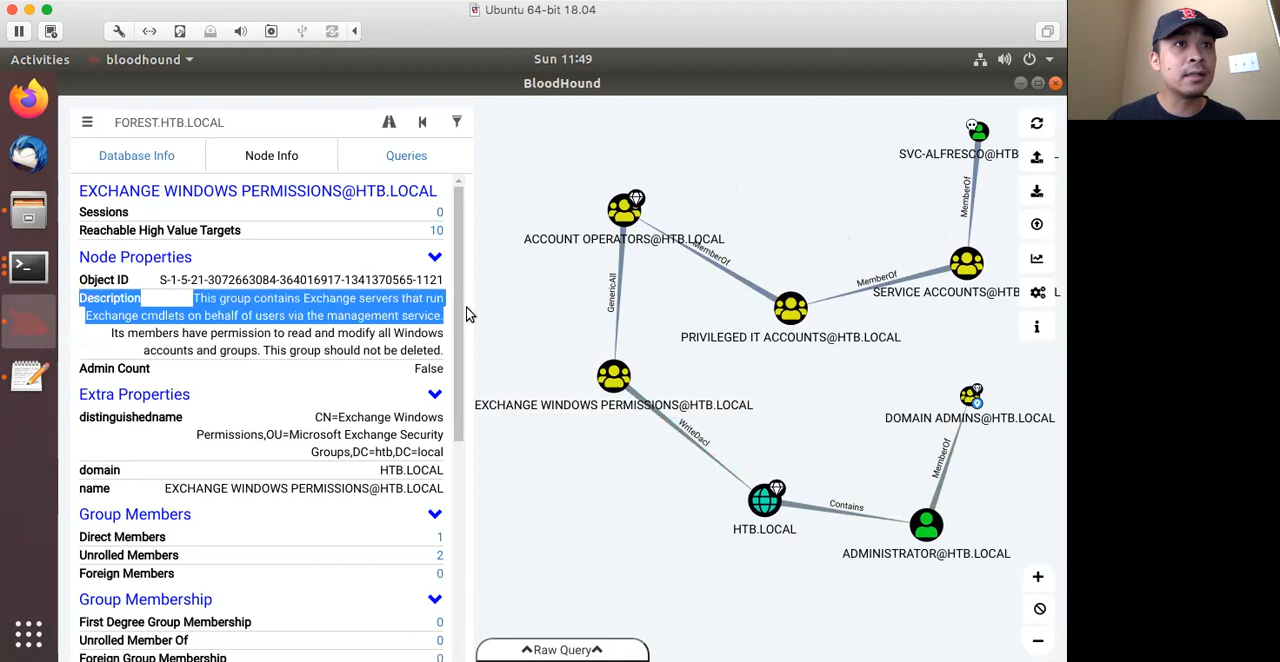 Ubuntu 64-bit 18.04
Activities
bloodhound
Sun 11:49
BloodHound
FOREST.HTB.LOCAL
Database Info
Node Info
Queries
EXCHANGE WINDOWS PERMISSIONS@HTB.LOCAL
Sessions 0
Reachable High Value Targets 10
Node Properties
Object ID S-1-5-21-3072663084-364016917-1341370565-1121
Description This group contains Exchange servers that run
Exchange cmdlets on behalf of users via the management service.
Its members have permission to read and modify all Windows
accounts and groups. This group should not be deleted.
Admin Count False
Extra Properties
distinguishedname CN=Exchange Windows
Permissions,OU=Microsoft Exchange Security
Groups,DC=htb,DC=local
domain HTB.LOCAL
name EXCHANGE WINDOWS PERMISSIONS@HTB.LOCAL
Group Members
Direct Members 1
Unrolled Members 2
Foreign Members 0
Group Membership
First Degree Group Membership 0
Unrolled Member Of 0
Foreign Group Membership 0
SVC-ALFRESCO@HTB
MemberOf
ACCOUNT OPERATORS@HTB.LOCAL
MemberOf
MemberOf
SERVICE ACCOUNTS@HTB L
GenericAll
PRIVILEGED IT ACCOUNTS@HTB.LOCAL
EXCHANGE WINDOWS PERMISSIONS@HTB.LOCAL
DOMAIN ADMINS@HTB.LOCAL
WriteDacl
MemberOf
Contains
HTB.LOCAL
ADMINISTRATOR@HTB.LOCAL
Raw Query